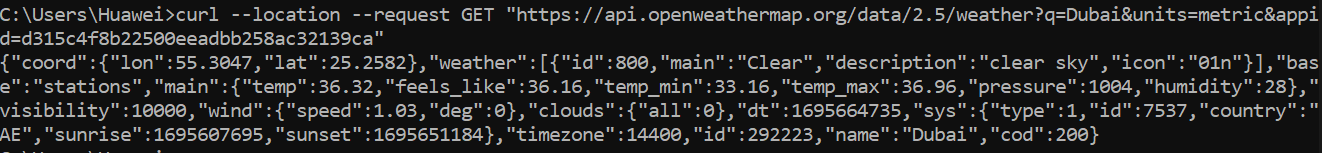 C:\Users\Huawei>curl --location --request GET "https://api.openweathermap.org/data/2.5/weather?q=Dubai&units=metric&appi
d=d315c4f8b22500eeadbb258ac32139ca"
{"coord":{"lon":55.3047,"lat":25.2582},"weather":[{"id":800,"main":"Clear","description":"clear sky","icon":"01n"}],"bas
e":"stations","main":{"temp":36.32,"feels_like":36.16,"temp_min":33.16,"temp_max":36.96,"pressure":1004,"humidity":28},"
visibility":10000,"wind":{"speed":1.03,"deg":0},"clouds":{"all":0},"dt":1695664735,"sys":{"type":1,"id":7537,"country":"
AE","sunrise":1695607695,"sunset":1695651184},"timezone":14400,"id":292223,"name":"Dubai","cod":200}